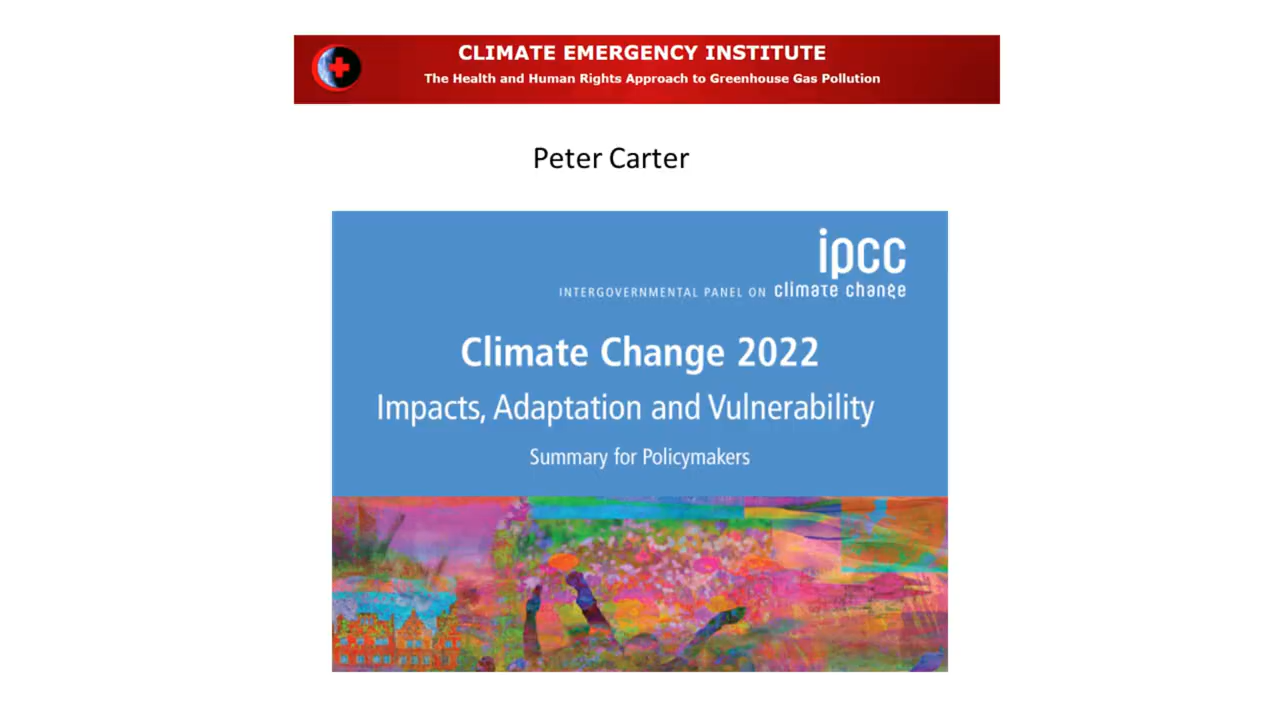 CLIMATE EMERGENCY INSTITUTE
The Health and Human Rights Approach to Greenhouse Gas Pollution
Peter Carter
ipcc
INTERGOVERNMENTAL PANEL ON climate change
Climate Change 2022
Impacts, Adaptation and Vulnerability
Summary for Policymakers